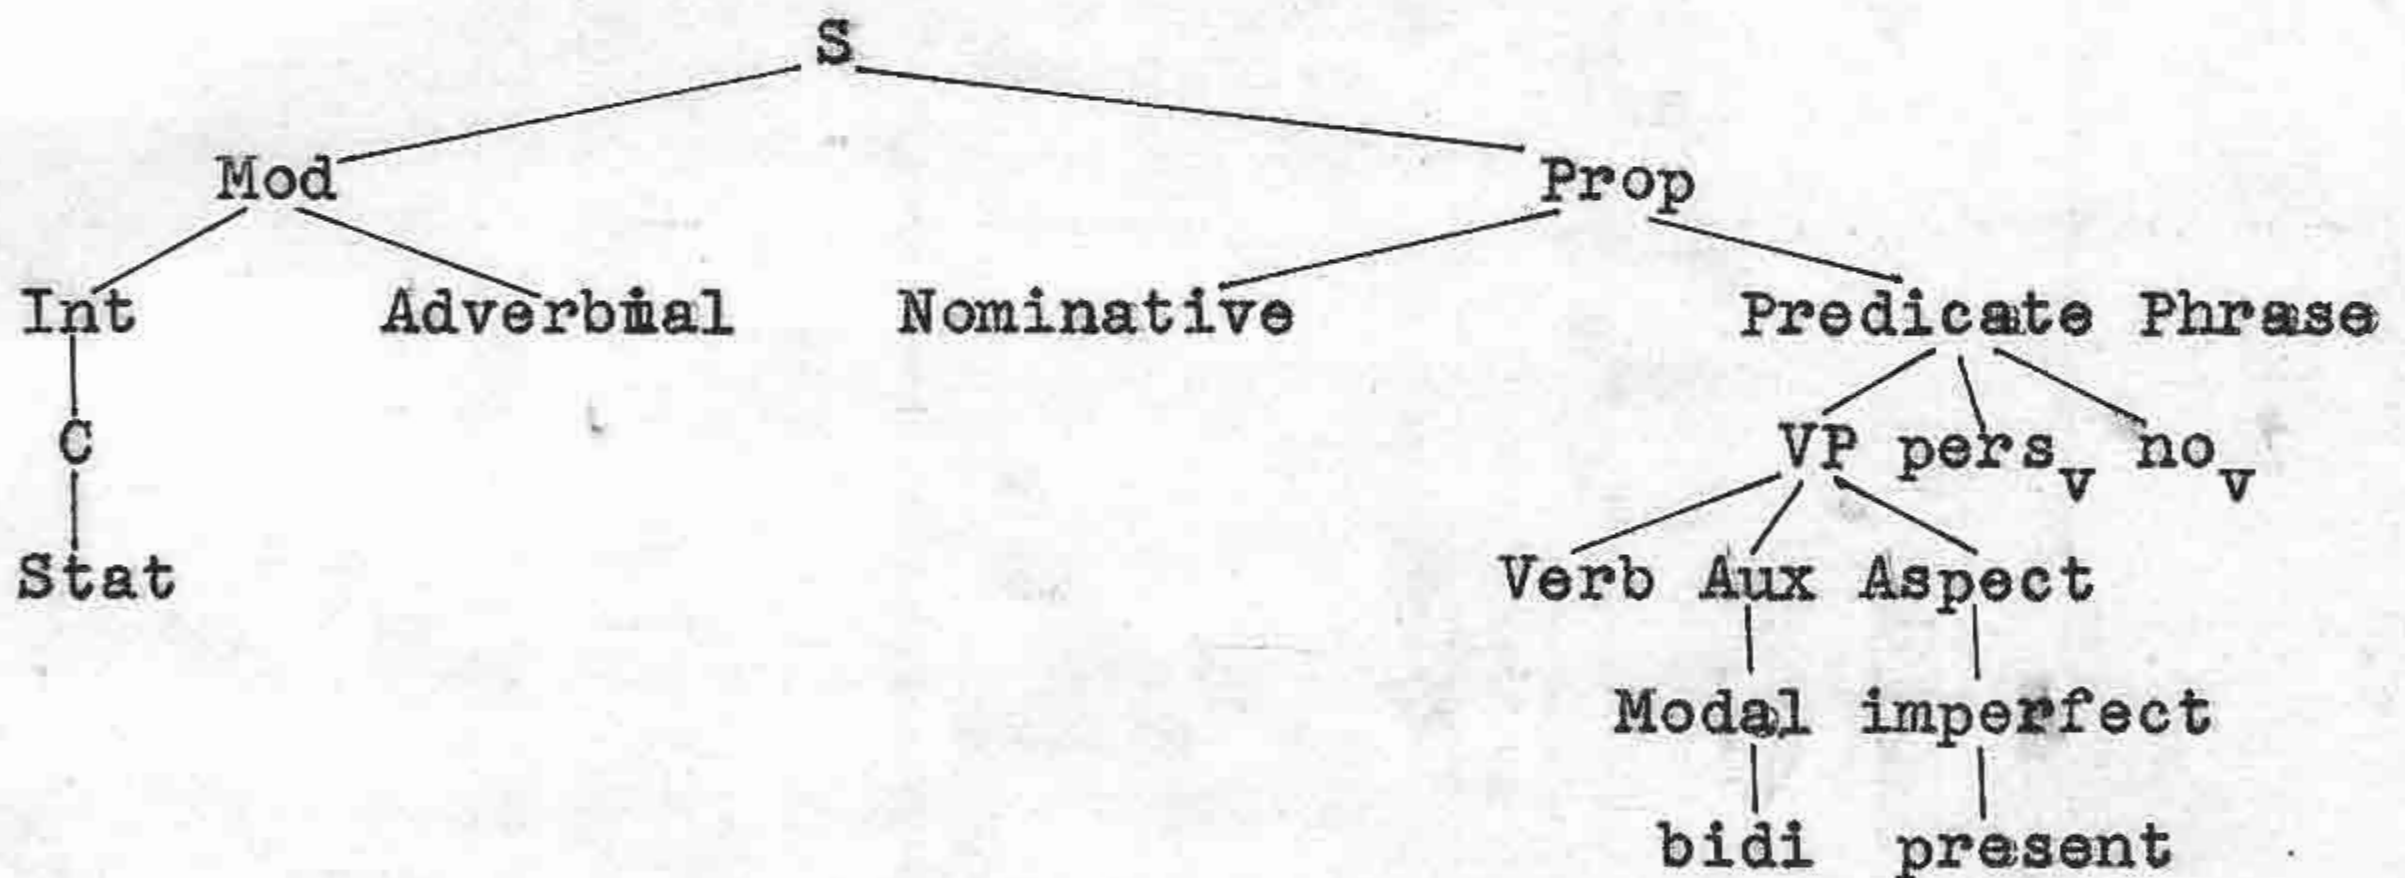 S
Mod Prop
Int Adverbial Nominative Predicate Phrase
C VP pers_v no_v
Stat Verb Aux Aspect
Modal imperfect
bidi present